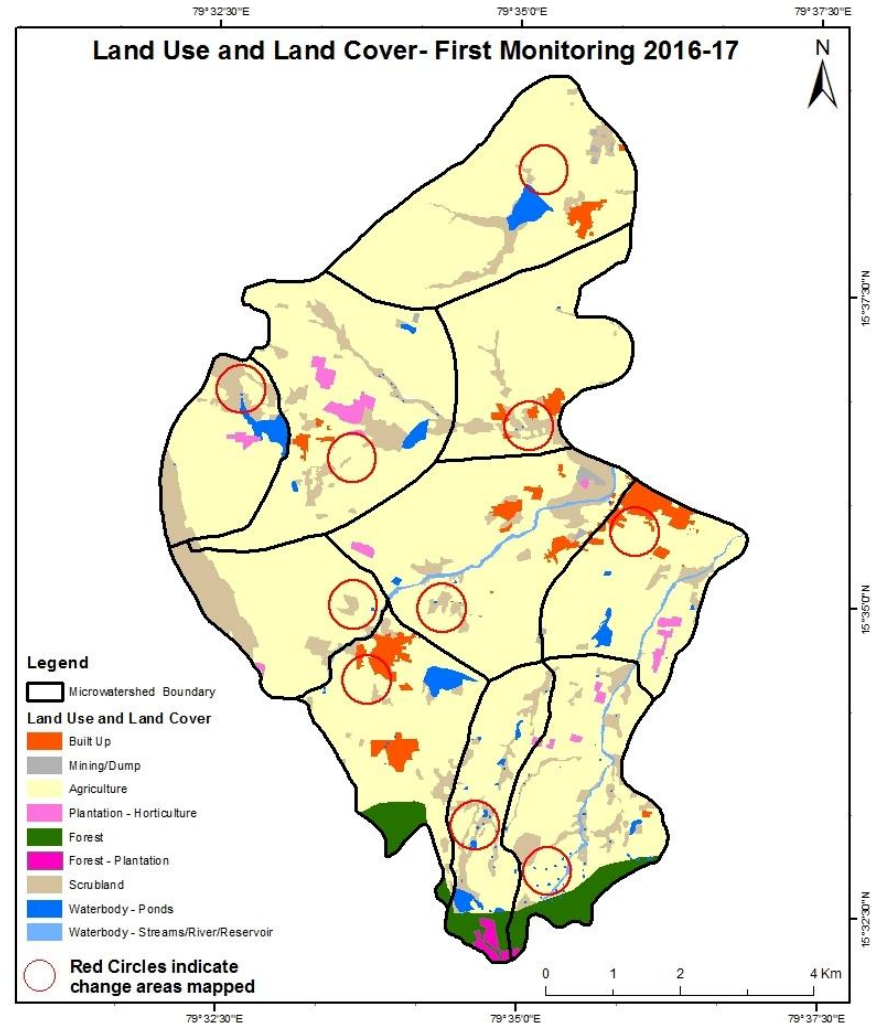 79°32'30"E 79°35'0"E 79°37'30"E
Land Use and Land Cover- First Monitoring 2016-17
N
15°37'30"N
15°35'0"N
15°32'30"N
Legend
Microwatershed Boundary
Land Use and Land Cover
Built Up
Mining/Dump
Agriculture
Plantation - Horticulture
Forest
Forest - Plantation
Scrubland
Waterbody - Ponds
Waterbody - Streams/River/Reservoir
Red Circles indicate
change areas mapped
0 1 2 4 Km
79°32'30"E 79°35'0"E 79°37'30"E